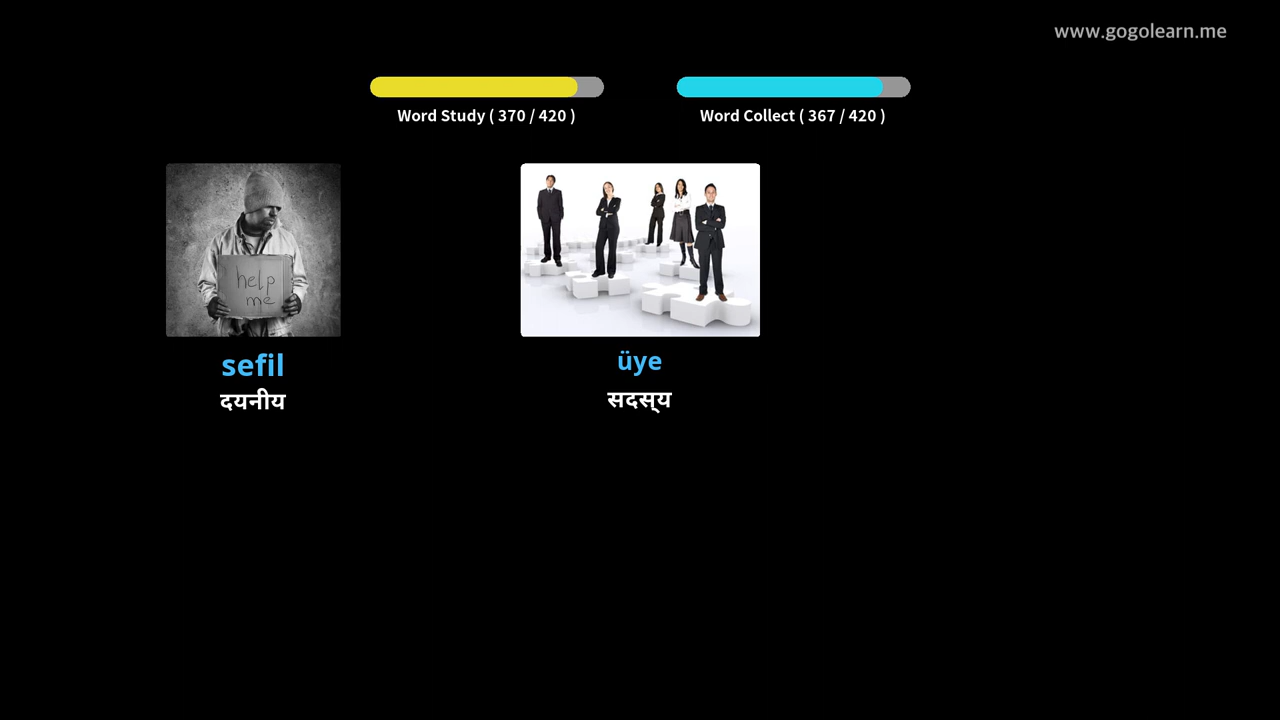 www.gogolearn.me
Word Study ( 370 / 420 )
Word Collect ( 367 / 420 )
help
me
sefil
दयनीय
üye
सदस्‌य